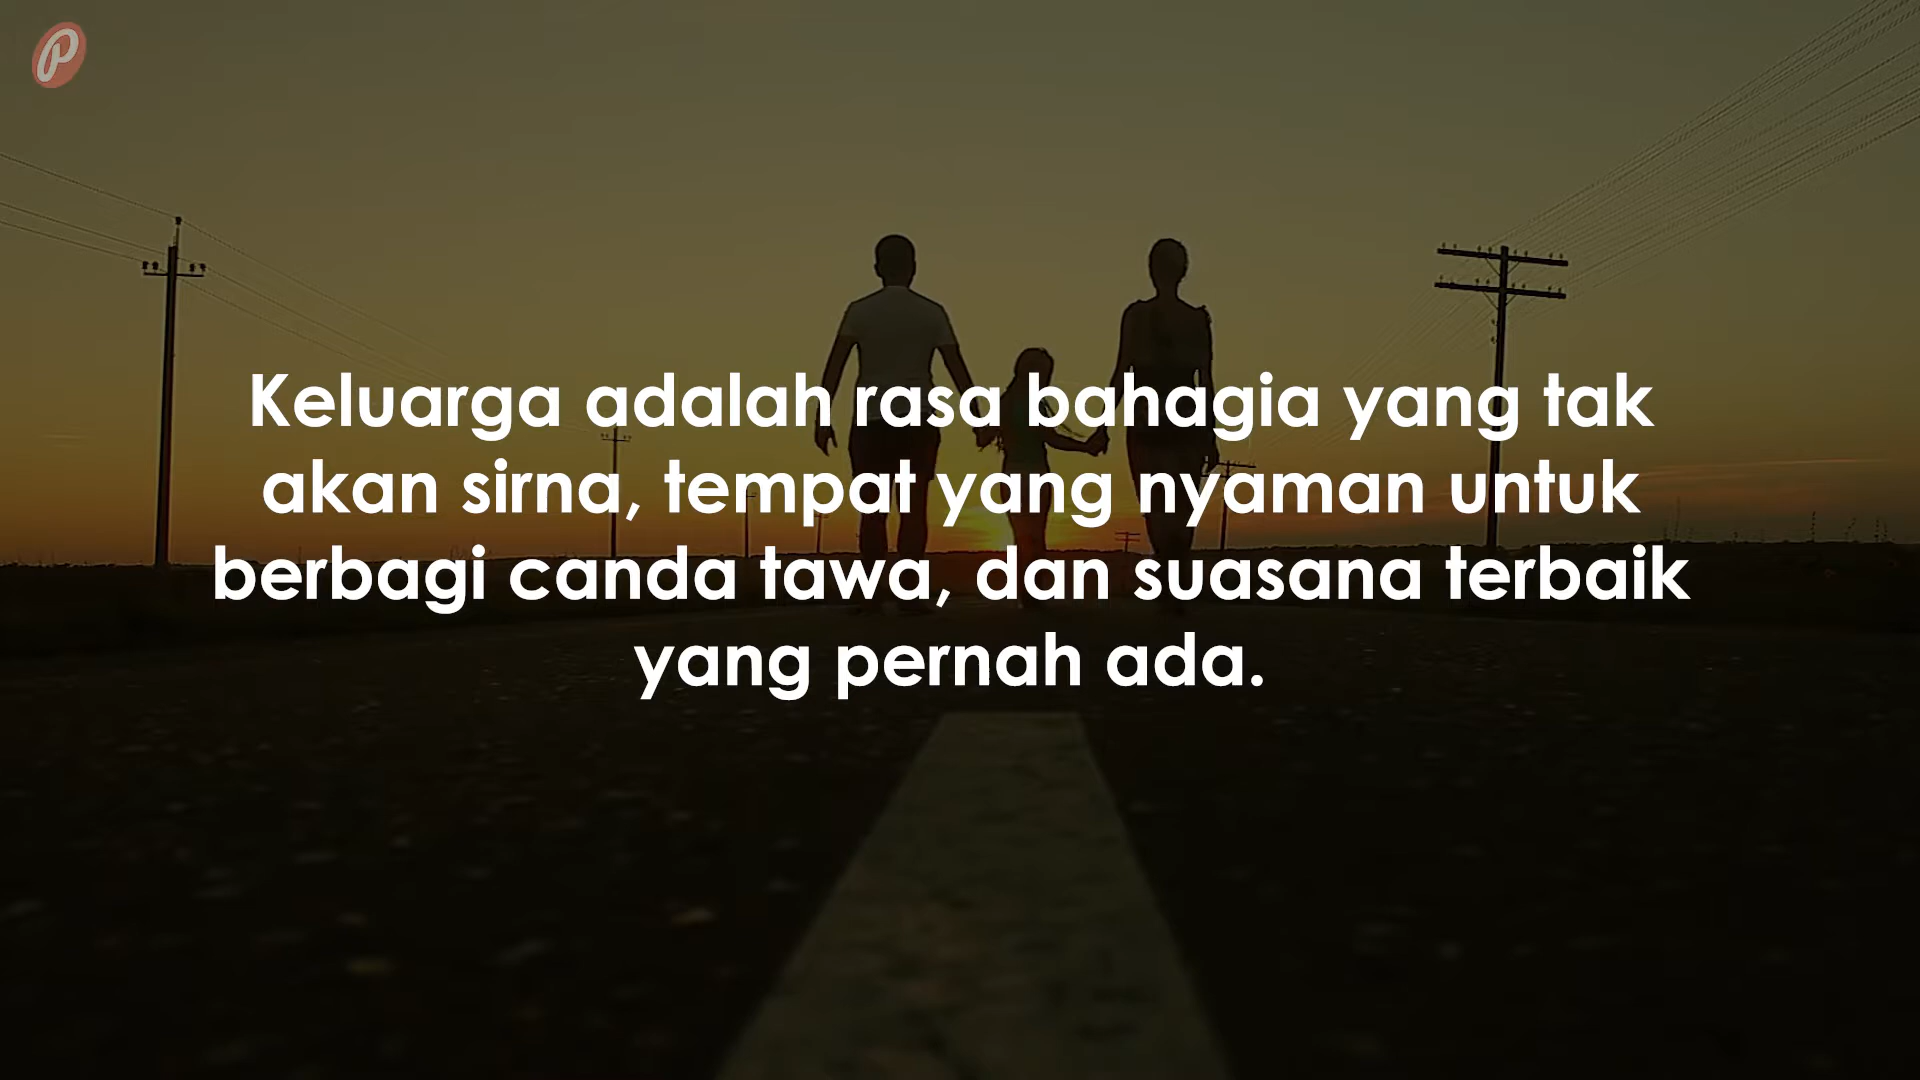 P
Keluarga adalah rasa bahagia yang tak
akan sirna, tempat yang nyaman untuk
berbagi canda tawa, dan suasana terbaik
yang pernah ada.